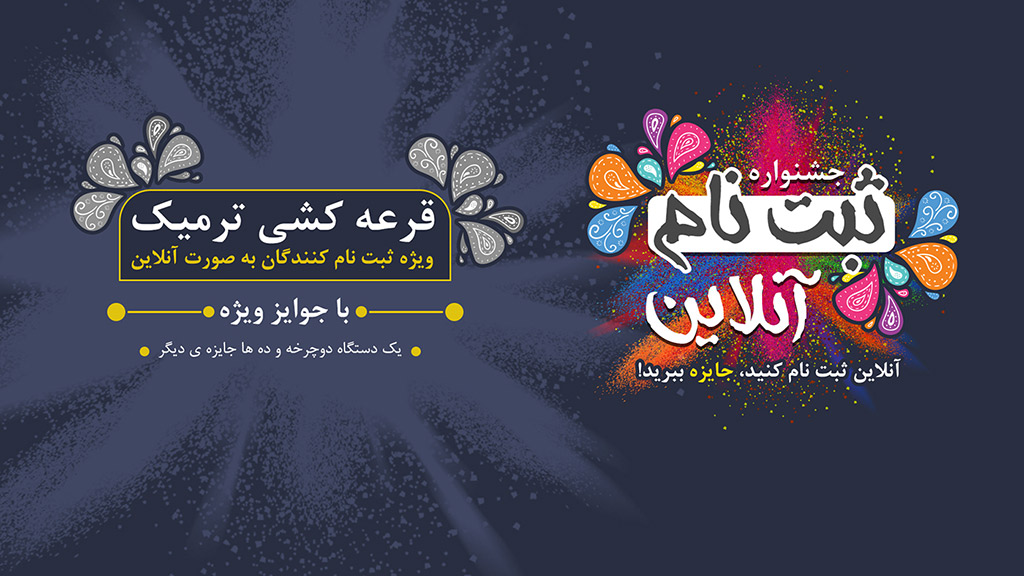 جشنواره
ثبت نام
آنلاین
آنلاین ثبت نام کنید، جایزه ببرید!
قرعه کشی ترمیک
ویژه ثبت نام کنندگان به صورت آنلاین
با جوایز ویژه
یک دستگاه دوچرخه و ده ها جایزه ی دیگر